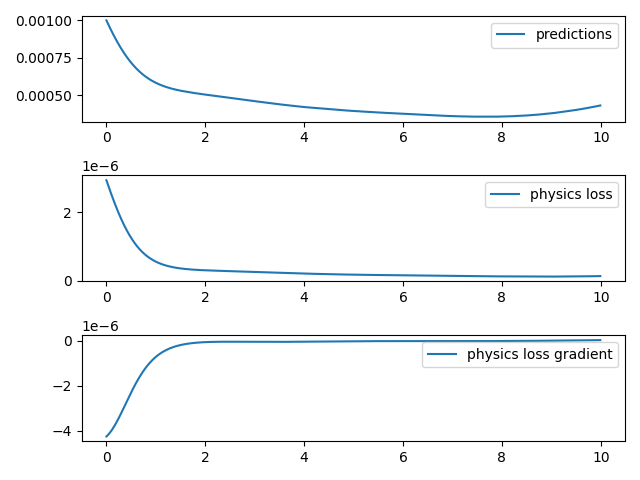 0.00100
0.00075
0.00050
predictions
0 2 4 6 8 10
1e−6
2
0
physics loss
0 2 4 6 8 10
1e−6
0
−2
−4
physics loss gradient
0 2 4 6 8 10